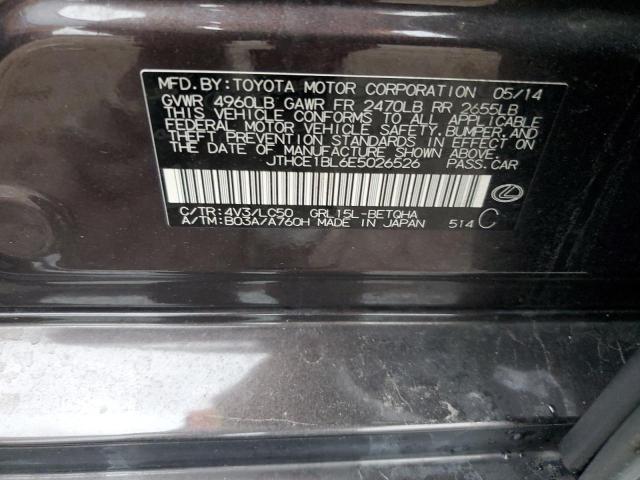 MFD.BY:TOYOTA MOTOR CORPORATION 05/14
GVWR 4960LB GAWR FR 2470LB RR 2655LB
THIS VEHICLE CONFORMS TO ALL APPLICABLE
FEDERAL MOTOR VEHICLE SAFETY,BUMPER,AND
THEFT PREVENTION STANDARDS IN EFFECT ON
THE DATE OF MANUFACTURE SHOWN ABOVE.
JTHCE1BL6E5026526 PASS.CAR
C/TR:4V3/LC50 GRL15L-BETQHA
A/TM:B03A/A760H MADE IN JAPAN 514 C